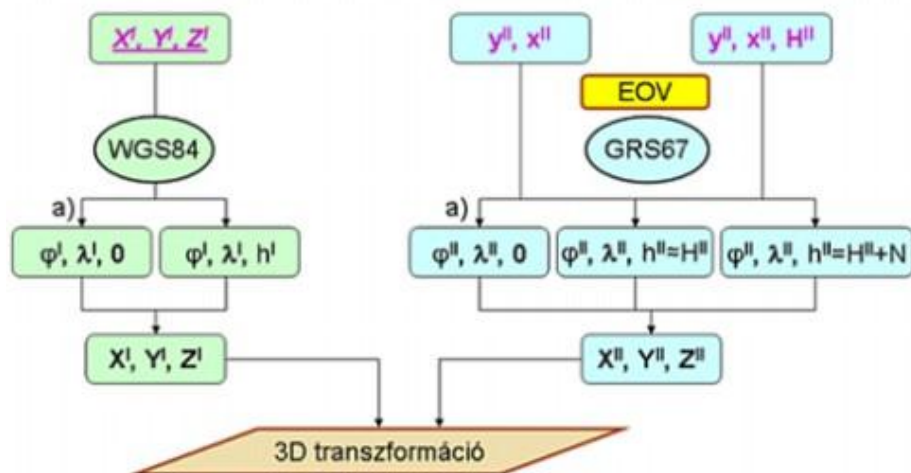 X^I, Y^I, Z^I
y^II, x^II
y^II, x^II, H^II
EOV
WGS84
GRS67
a)
a)
φ^I, λ^I, 0
φ^I, λ^I, h^I
φ^II, λ^II, 0
φ^II, λ^II, h^II=H^II
φ^II, λ^II, h^II=H^II+N
X^I, Y^I, Z^I
X^II, Y^II, Z^II
3D transzformáció